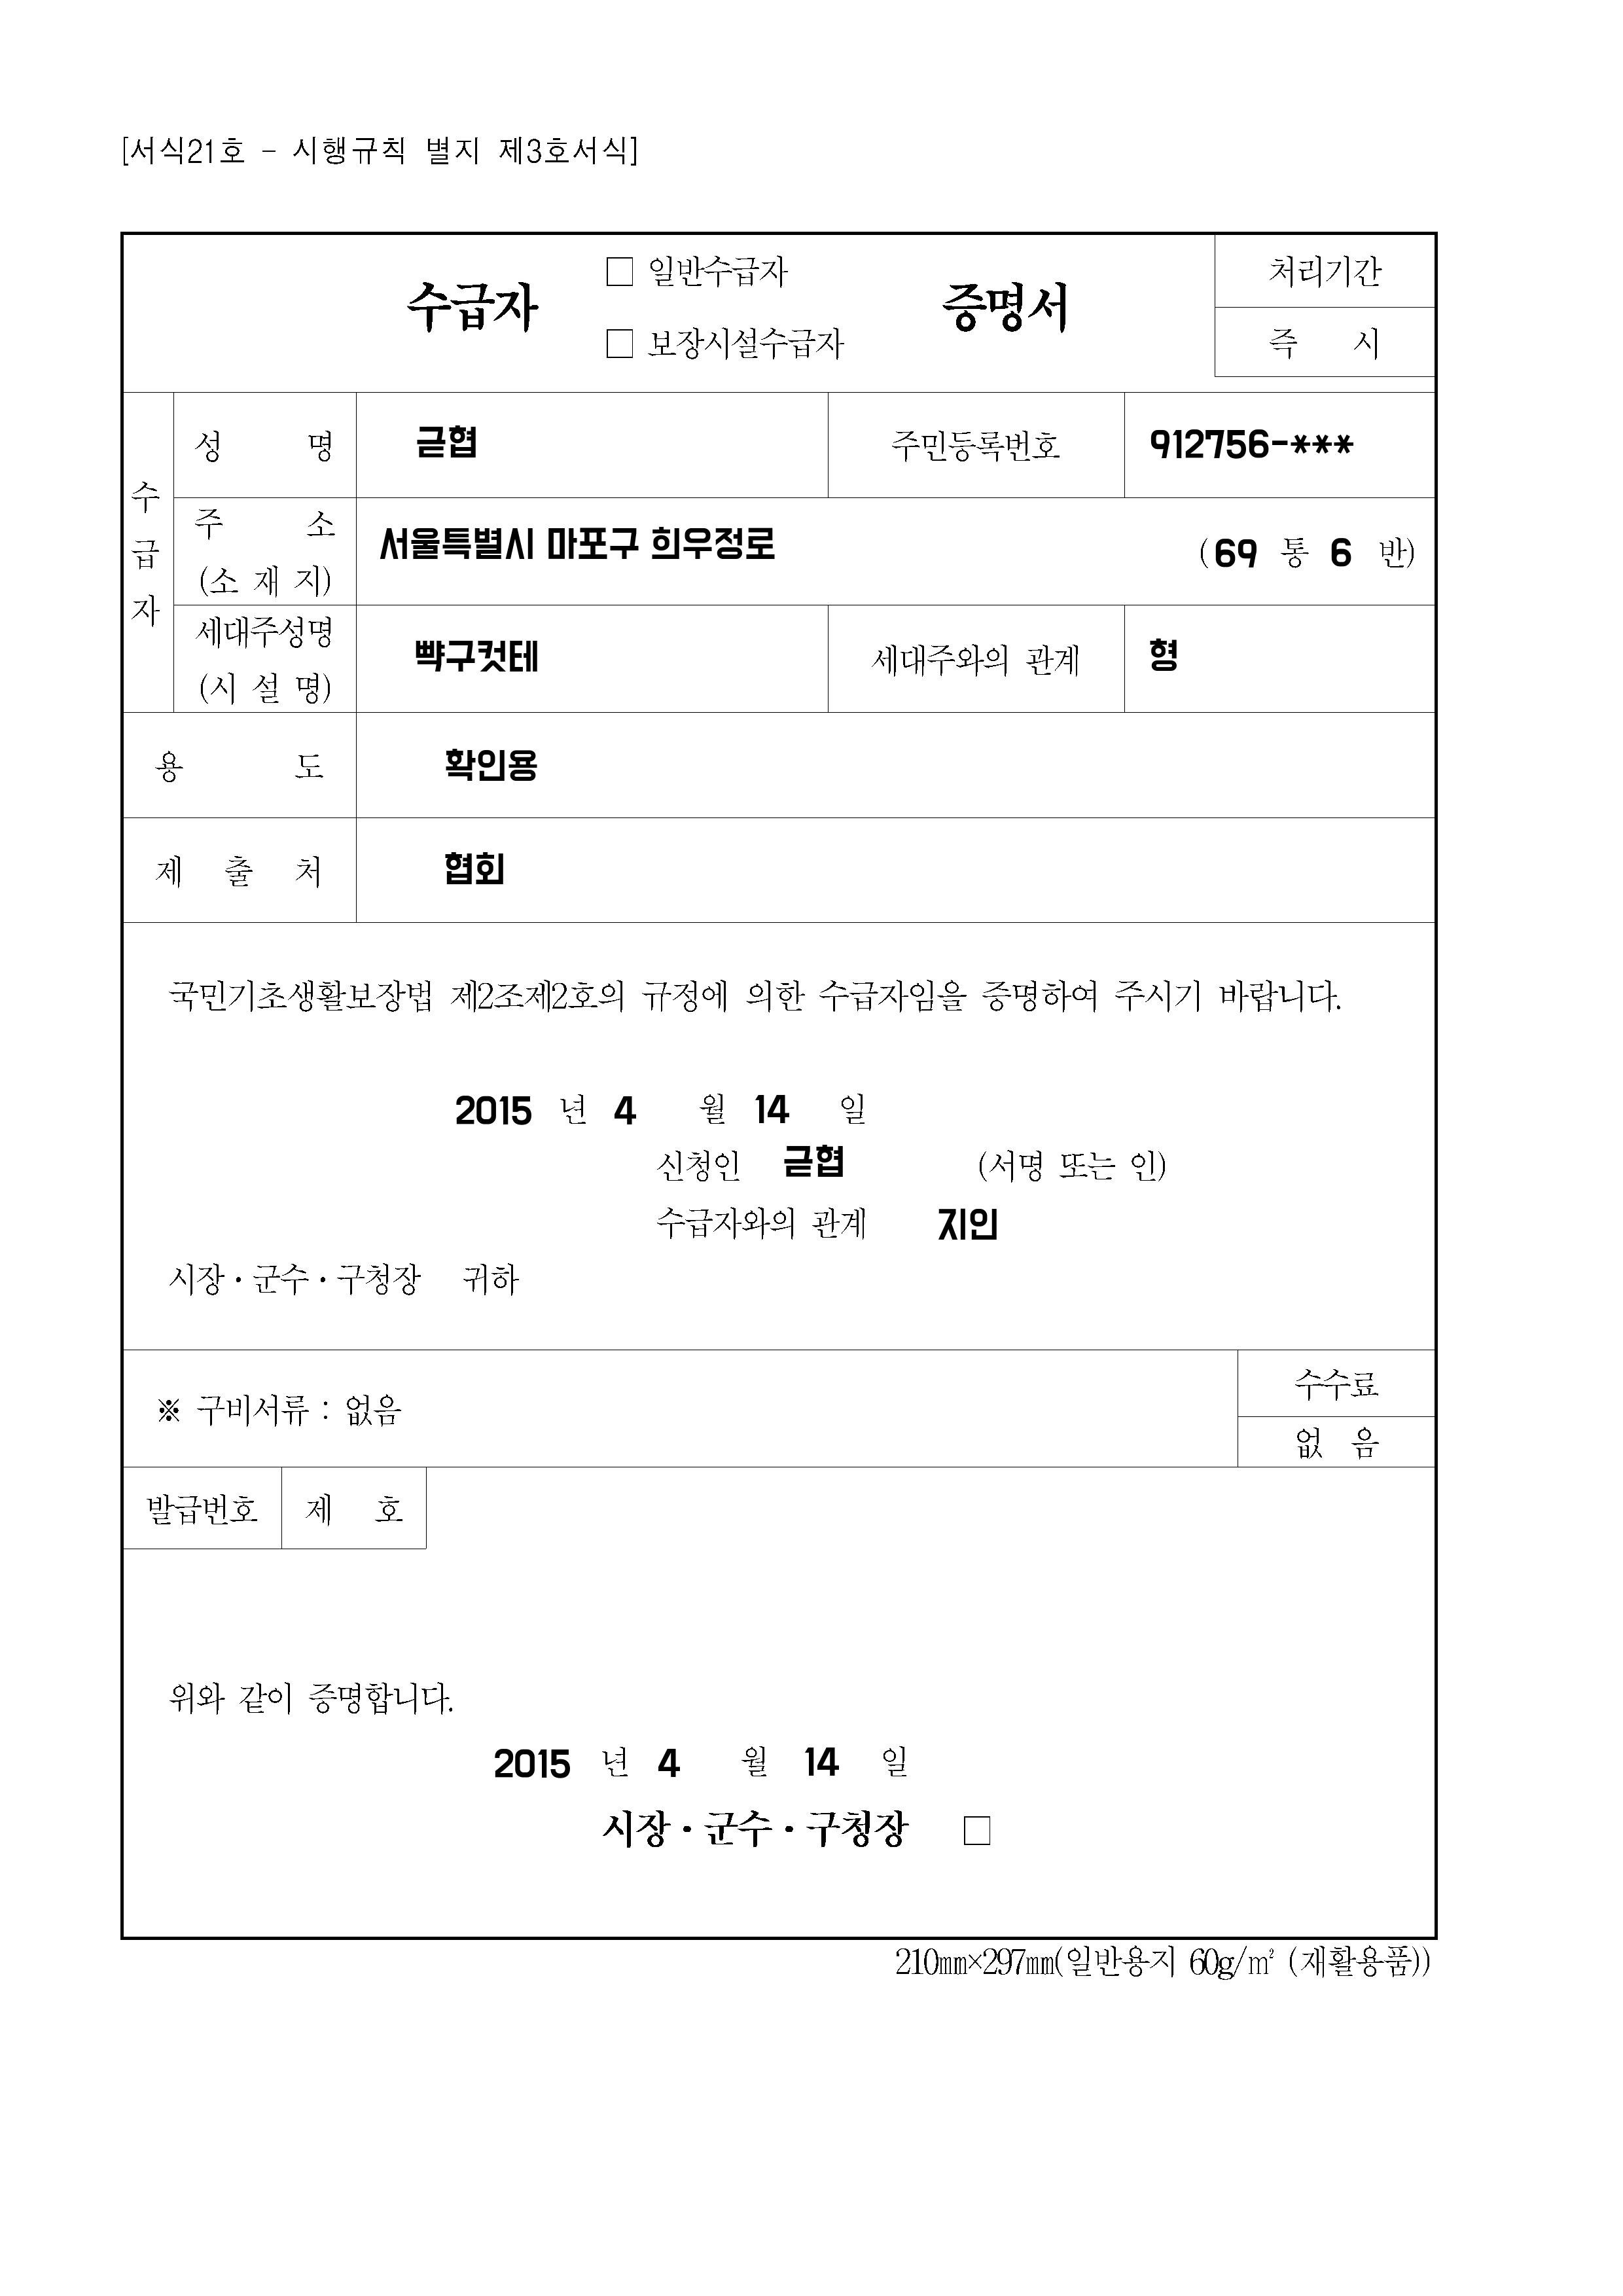 [서식21호 - 시행규칙 별지 제3호서식]
수급자 □ 일반수급자 □ 보장시설수급자 증명서
처리기간
즉 시
수급자
성 명 귿협 주민등록번호 912756-***
주 소 (소 재 지) 서울특별시 마포구 희우정로 (69 통 6 반)
세대주성명 (시 설 명) 뺙구컷테 세대주와의 관계 형
용 도 확인용
제 출 처 협회
국민기초생활보장법 제2조제2호의 규정에 의한 수급자임을 증명하여 주시기 바랍니다.
2015 년 4 월 14 일
신청인 귿협 (서명 또는 인)
수급자와의 관계 지인
시장·군수·구청장 귀하
※ 구비서류 : 없음
수수료
없 음
발급번호 제 호
위와 같이 증명합니다.
2015 년 4 월 14 일
시장·군수·구청장 □
210㎜×297㎜(일반용지 60g/㎡ (재활용품))